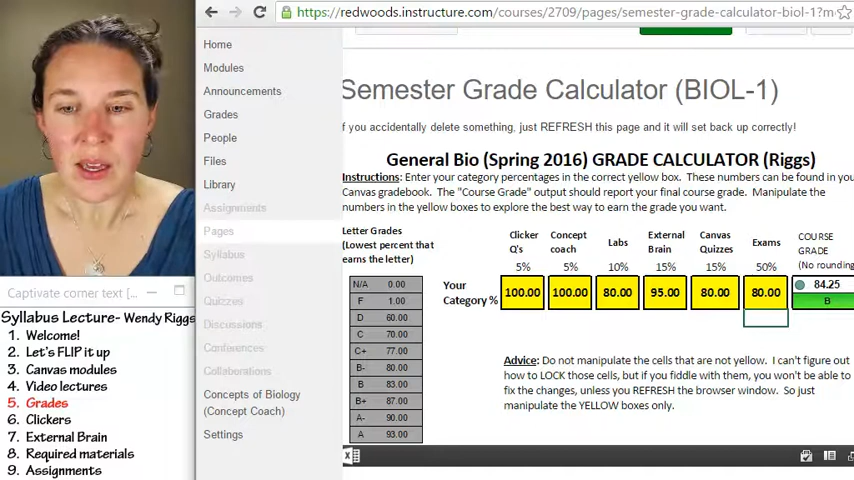 https://redwoods.instructure.com/courses/2709/pages/semester-grade-calculator-biol-1?m
Home
Modules
Announcements
Grades
People
Files
Library
Assignments
Pages
Syllabus
Outcomes
Quizzes
Discussions
Conferences
Collaborations
Concepts of Biology
(Concept Coach)
Settings
Semester Grade Calculator (BIOL-1)
f you accidentally delete something, just REFRESH this page and it will set back up correctly!
General Bio (Spring 2016) GRADE CALCULATOR (Riggs)
Instructions: Enter your category percentages in the correct yellow box. These numbers can be found in you
Canvas gradebook. The "Course Grade" output should report your final course grade. Manipulate the
numbers in the yellow boxes to explore the best way to earn the grade you want.
Letter Grades
(Lowest percent that
earns the letter)
N/A 0.00
F 1.00
D 60.00
C 70.00
C+ 77.00
B- 80.00
B 83.00
B+ 87.00
A- 90.00
A 93.00
Clicker Concept Labs External Canvas Exams COURSE
Q's coach Brain Quizzes GRADE
5% 5% 10% 15% 15% 50% (No rounding
Your
Category %
100.00 100.00 80.00 95.00 80.00 80.00 84.25
B
Advice: Do not manipulate the cells that are not yellow. I can't figure out
how to LOCK those cells, but if you fiddle with them, you won't be able to
fix the changes, unless you REFRESH the browser window. So just
manipulate the YELLOW boxes only.
Captivate corner text [...
Syllabus Lecture- Wendy Riggs
1. Welcome!
2. Let's FLIP it up
3. Canvas modules
4. Video lectures
5. Grades
6. Clickers
7. External Brain
8. Required materials
9. Assignments